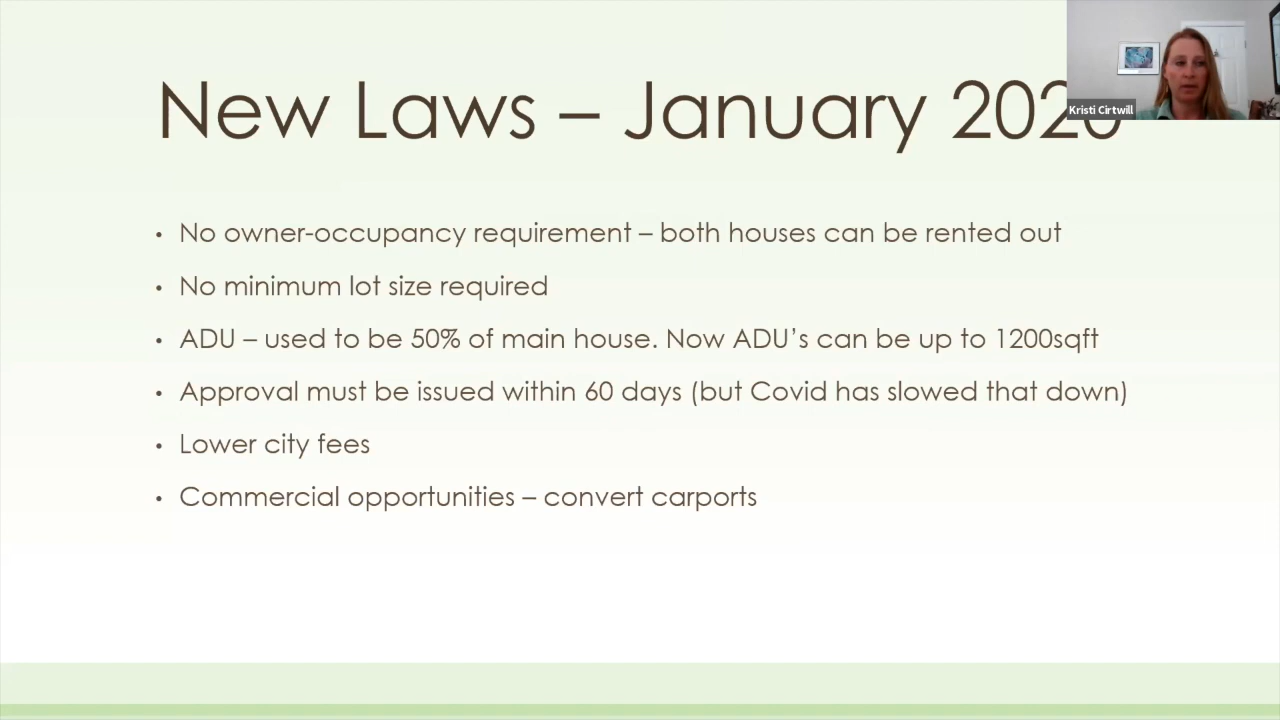 New Laws – January 2020
Kristi Cirtwill
• No owner-occupancy requirement – both houses can be rented out
• No minimum lot size required
• ADU – used to be 50% of main house. Now ADU’s can be up to 1200sqft
• Approval must be issued within 60 days (but Covid has slowed that down)
• Lower city fees
• Commercial opportunities – convert carports